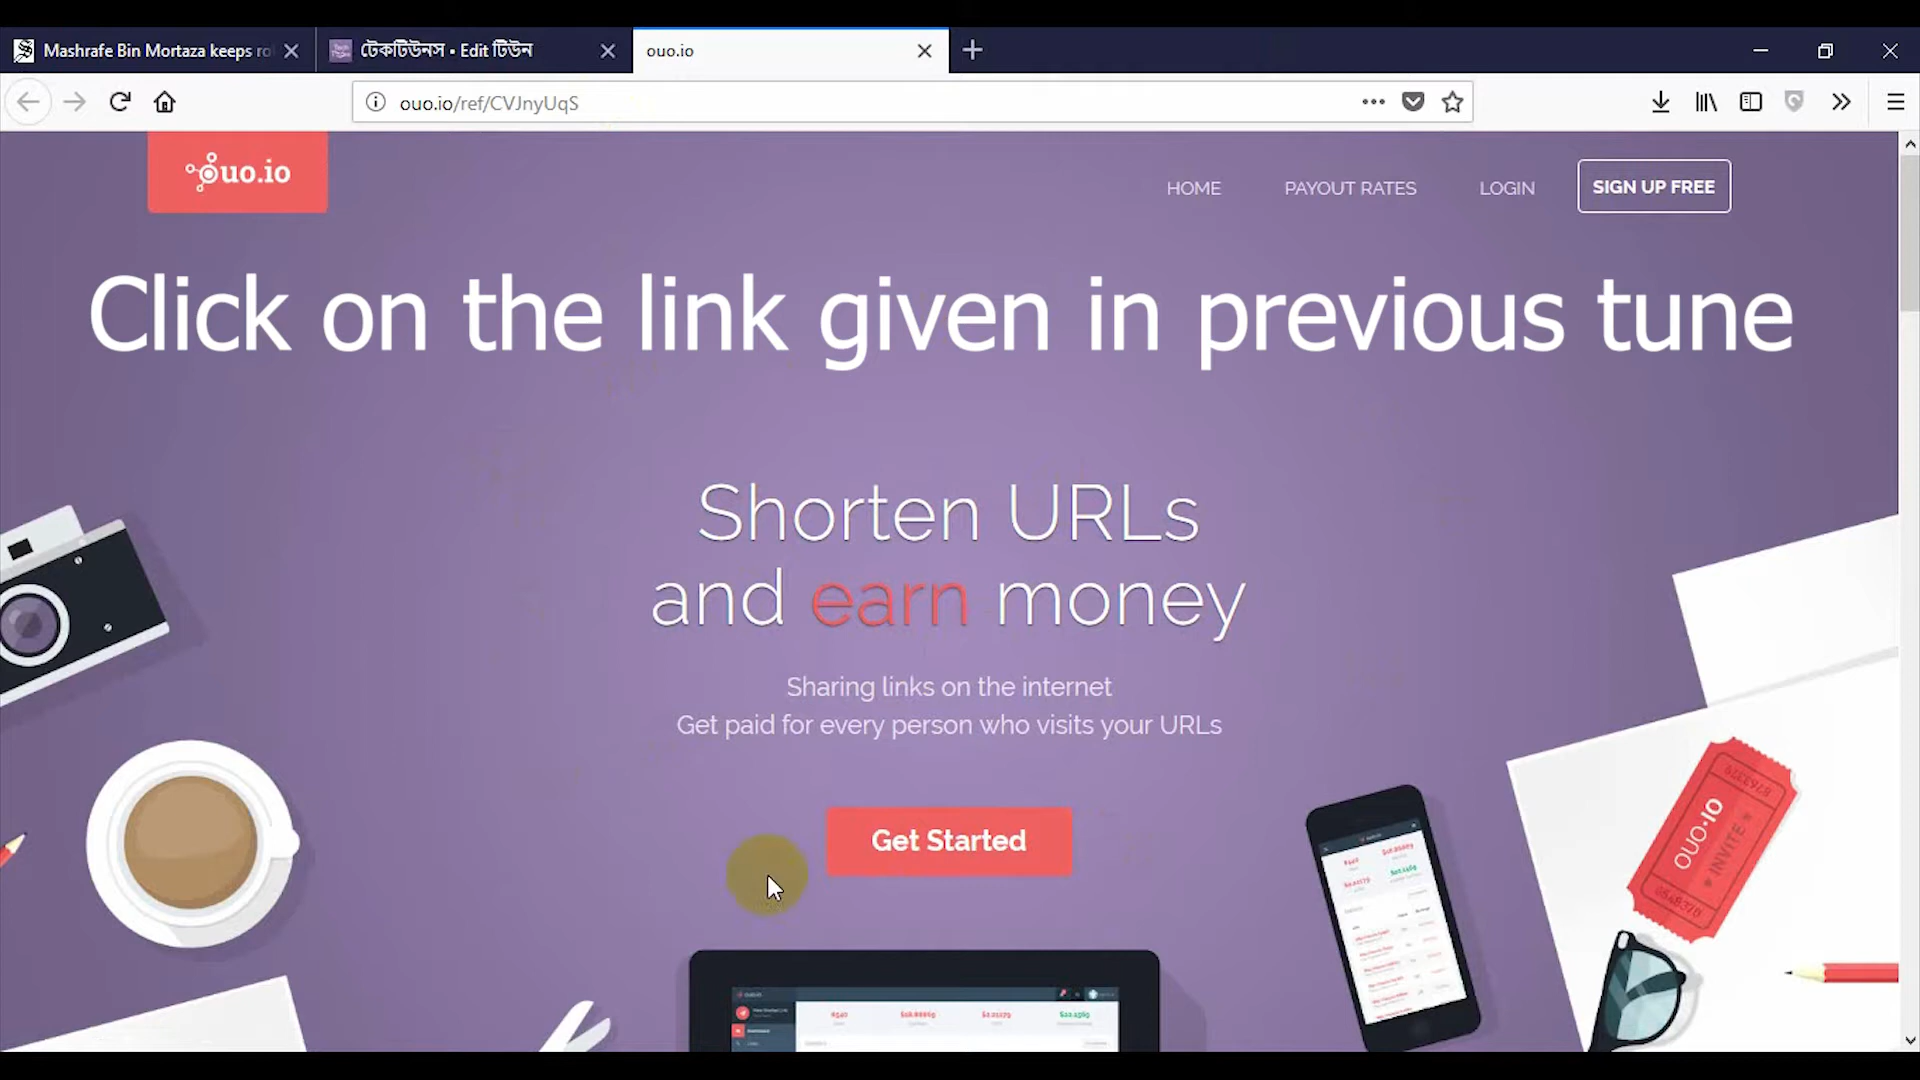 Mashrafe Bin Mortaza keeps ro
টেকটিউনস • Edit টিউন
ouo.io
ouo.io/ref/CVJnyUqS
ouo.io
HOME
PAYOUT RATES
LOGIN
SIGN UP FREE
Click on the link given in previous tune
Shorten URLs
and earn money
Sharing links on the internet
Get paid for every person who visits your URLs
Get Started
OUO.IO
INVITE